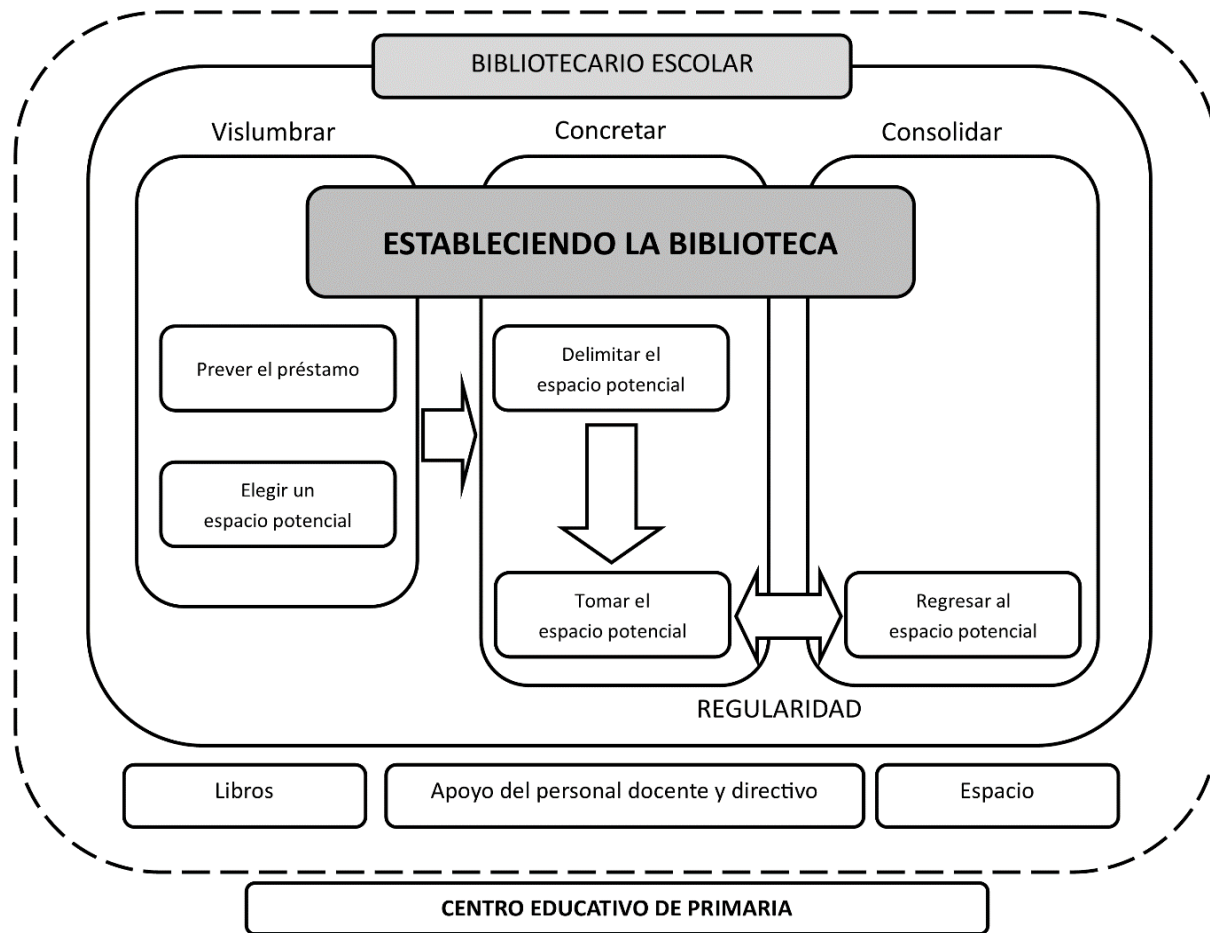 BIBLIOTECARIO ESCOLAR
Vislumbrar
Concretar
Consolidar
ESTABLECIENDO LA BIBLIOTECA
Prever el préstamo
Elegir un
espacio potencial
Delimitar el
espacio potencial
Tomar el
espacio potencial
Regresar al
espacio potencial
REGULARIDAD
Libros
Apoyo del personal docente y directivo
Espacio
CENTRO EDUCATIVO DE PRIMARIA